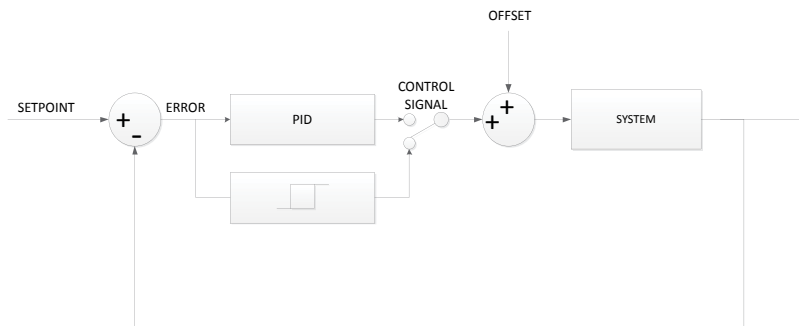 OFFSET
SETPOINT
+
-
ERROR
PID
CONTROL
SIGNAL
+
+
SYSTEM